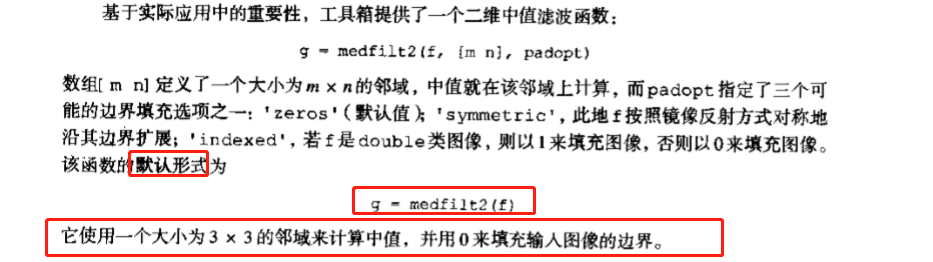 基于实际应用中的重要性，工具箱提供了一个二维中值滤波函数：
g = medfilt2(f, [m n], padopt)
数组[ m n] 定义了一个大小为 m × n 的邻域，中值就在该邻域上计算，而padopt 指定了三个可
能的边界填充选项之一：'zeros'（默认值）；'symmetric'，此地 f 按照镜像反射方式对称地
沿其边界扩展；'indexed'，若 f 是double 类图像，则以 1 来填充图像，否则以 0 来填充图像。
该函数的默认形式为
g = medfilt2(f)
它使用一个大小为 3 × 3 的邻域来计算中值，并用 0 来填充输入图像的边界。